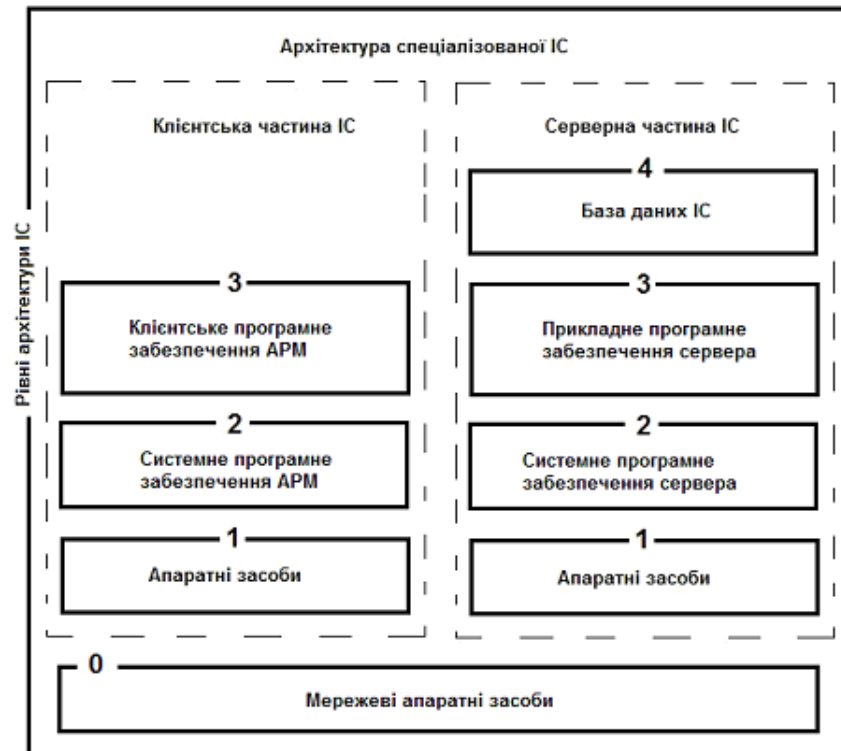 Архітектура спеціалізованої ІС
Рівні архітектури ІС
Клієнтська частина ІС
3
Клієнтське програмне
забезпечення АРМ
2
Системне програмне
забезпечення АРМ
1
Апаратні засоби
Серверна частина ІС
4
База даних ІС
3
Прикладне програмне
забезпечення сервера
2
Системне програмне
забезпечення сервера
1
Апаратні засоби
0
Мережеві апаратні засоби